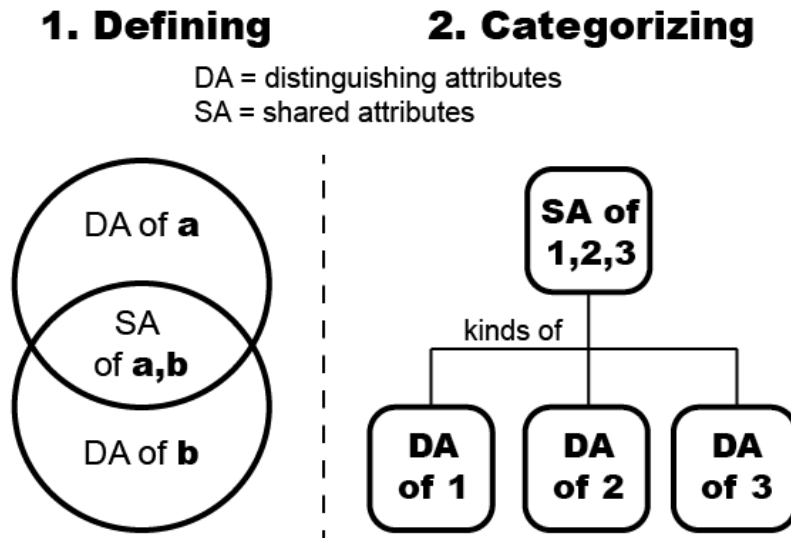 1. Defining
2. Categorizing
DA = distinguishing attributes
SA = shared attributes
DA of a
SA
of a,b
DA of b
SA of
1,2,3
kinds of
DA
of 1
DA
of 2
DA
of 3